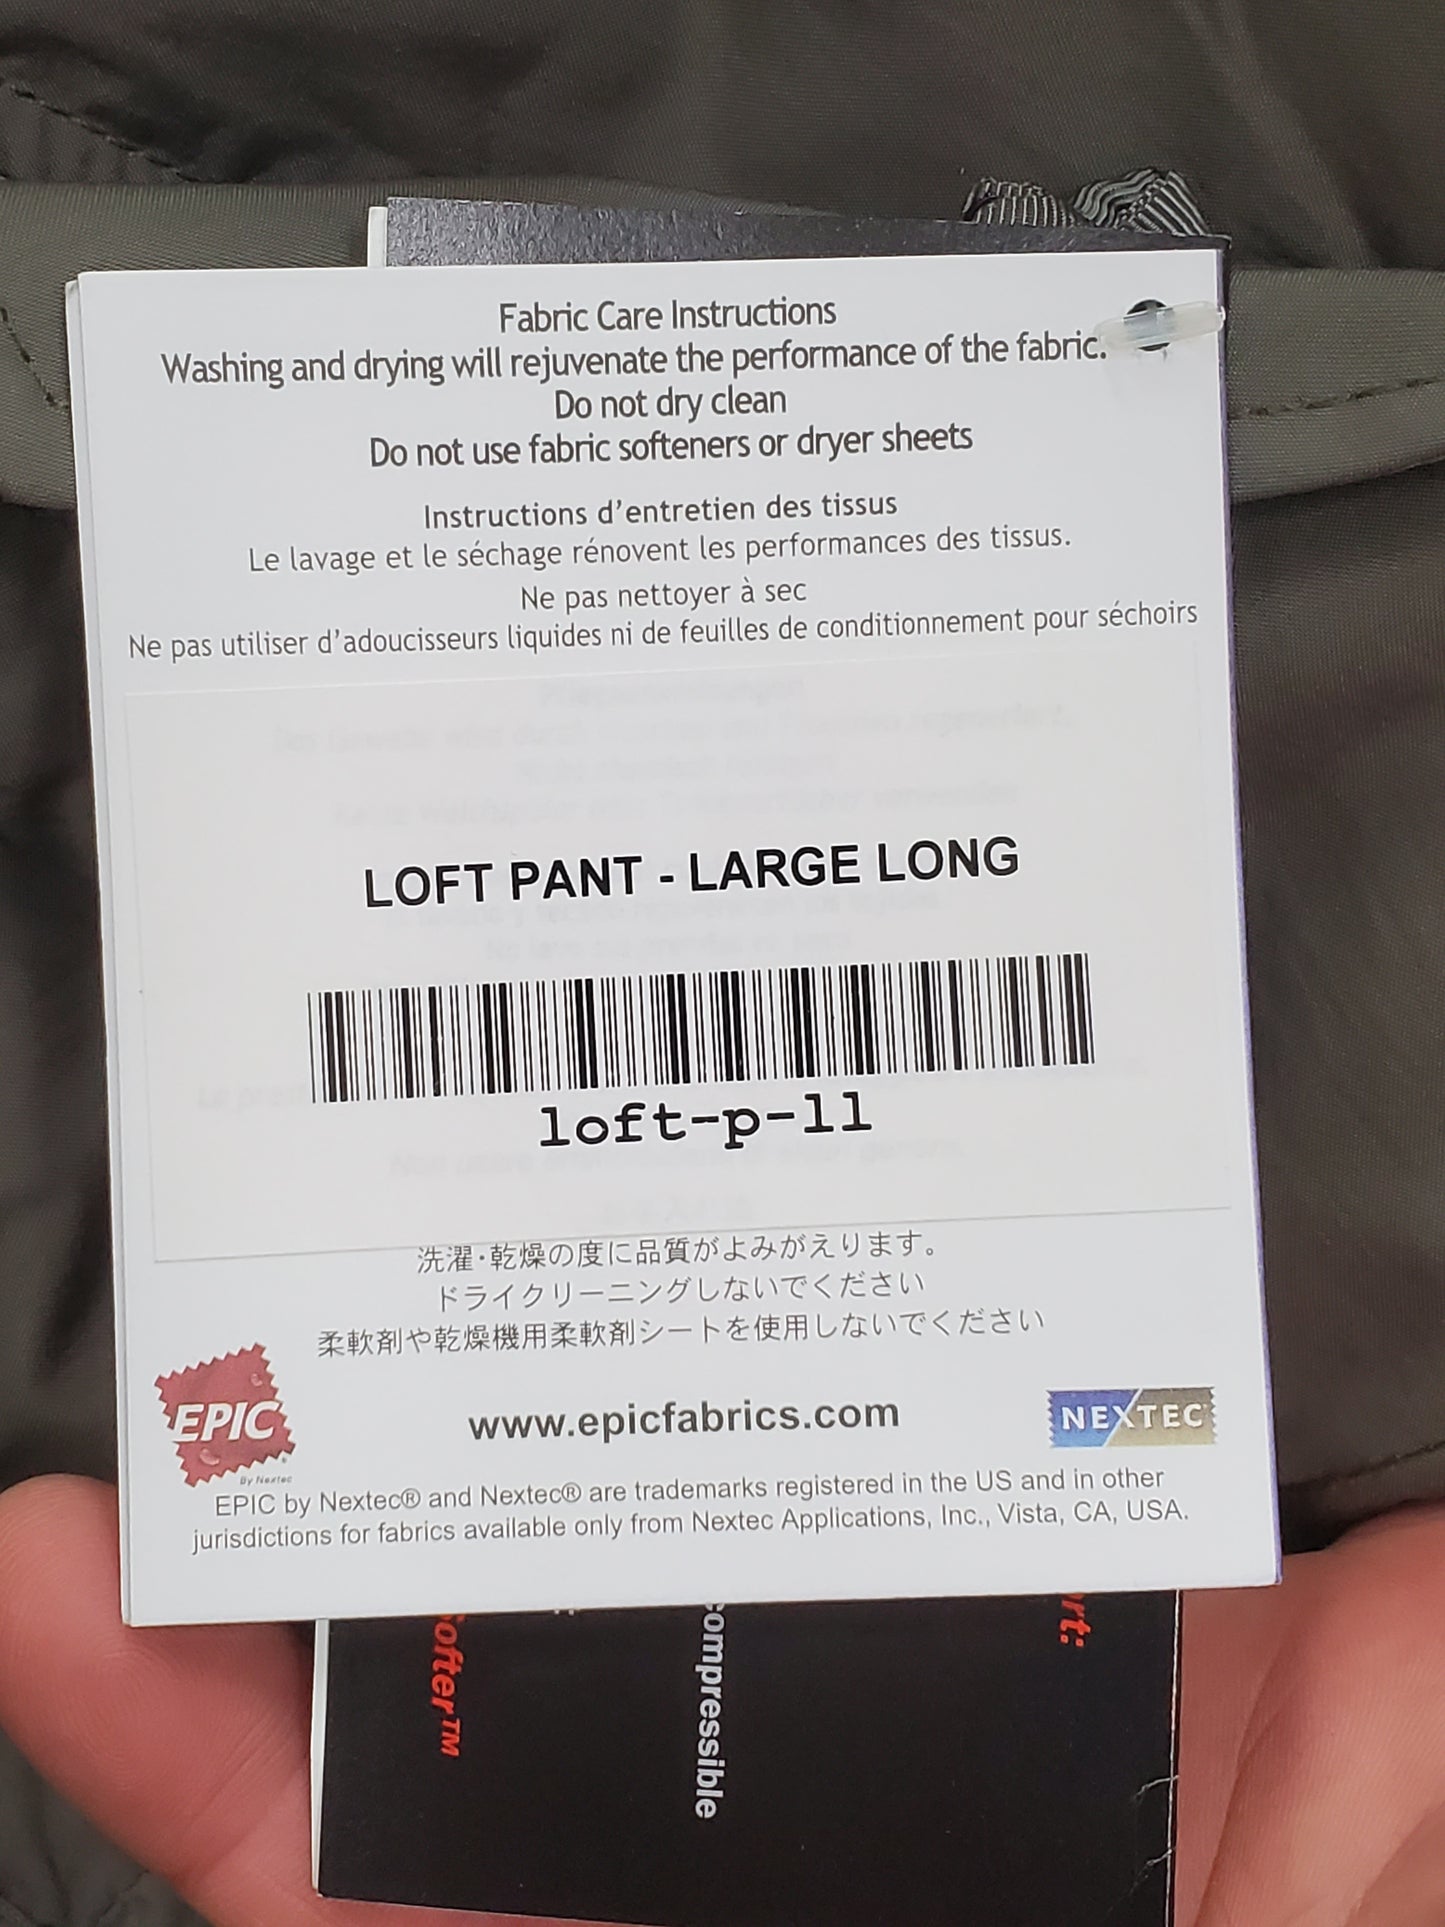 Fabric Care Instructions
Washing and drying will rejuvenate the performance of the fabric.
Do not dry clean
Do not use fabric softeners or dryer sheets
Instructions d'entretien des tissus
Le lavage et le séchage rénovent les performances des tissus.
Ne pas nettoyer à sec
Ne pas utiliser d'adoucisseurs liquides ni de feuilles de conditionnement pour séchoirs
LOFT PANT - LARGE LONG
loft-p-ll
洗濯・乾燥の度に品質がよみがえります。
ドライクリーニングしないでください
柔軟剤や乾燥機用柔軟剤シートを使用しないでください
EPIC
By Nextec
www.epicfabrics.com
NEXTEC
EPIC by Nextec® and Nextec® are trademarks registered in the US and in other
jurisdictions for fabrics available only from Nextec Applications, Inc., Vista, CA, USA.
softer™
compressible
rt: